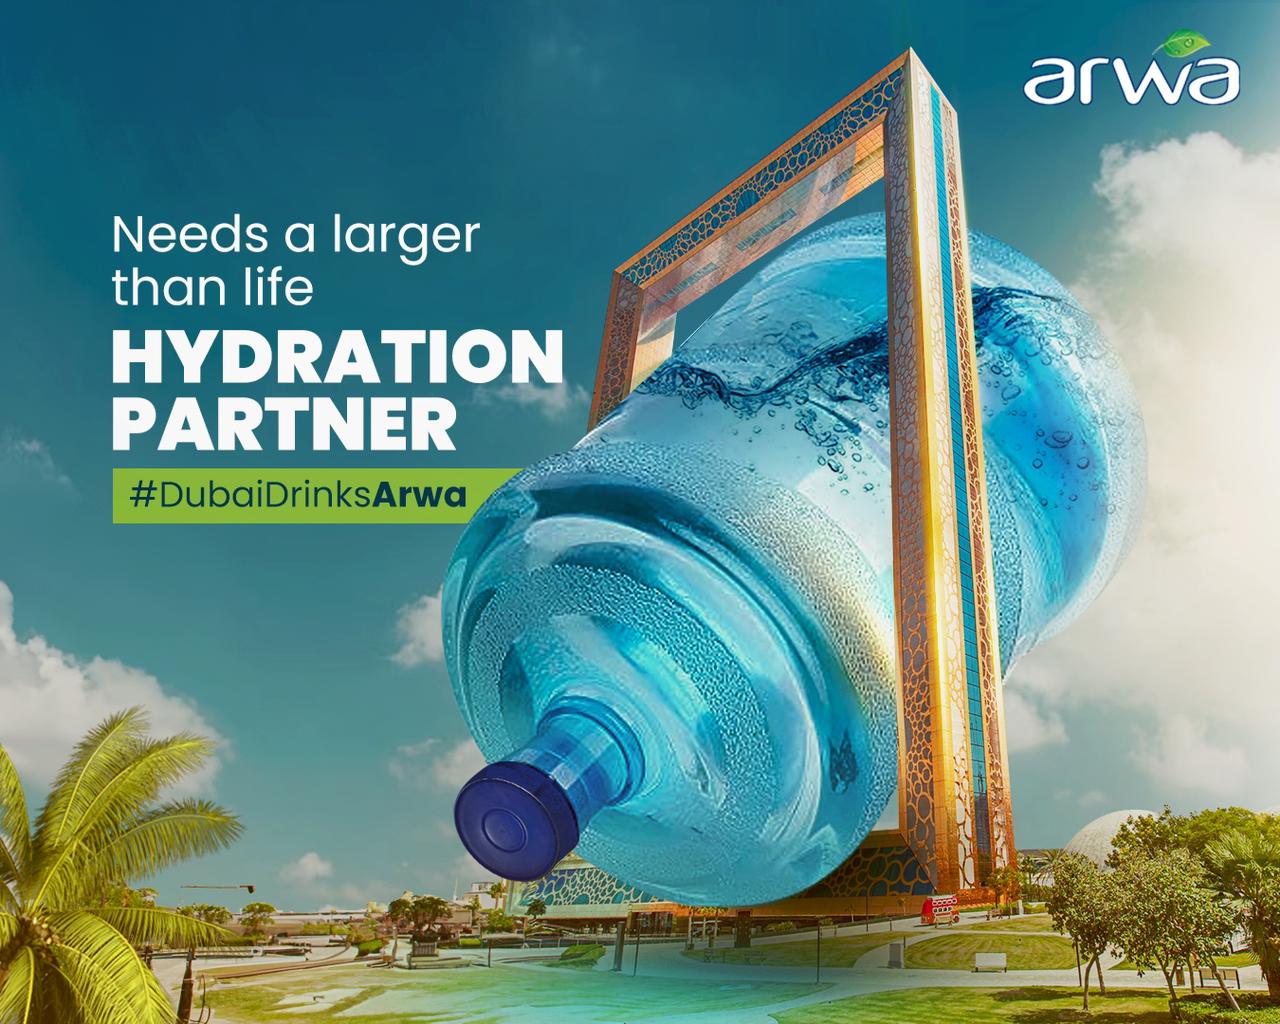 arwa
Needs a larger
than life
HYDRATION
PARTNER
#DubaiDrinksArwa